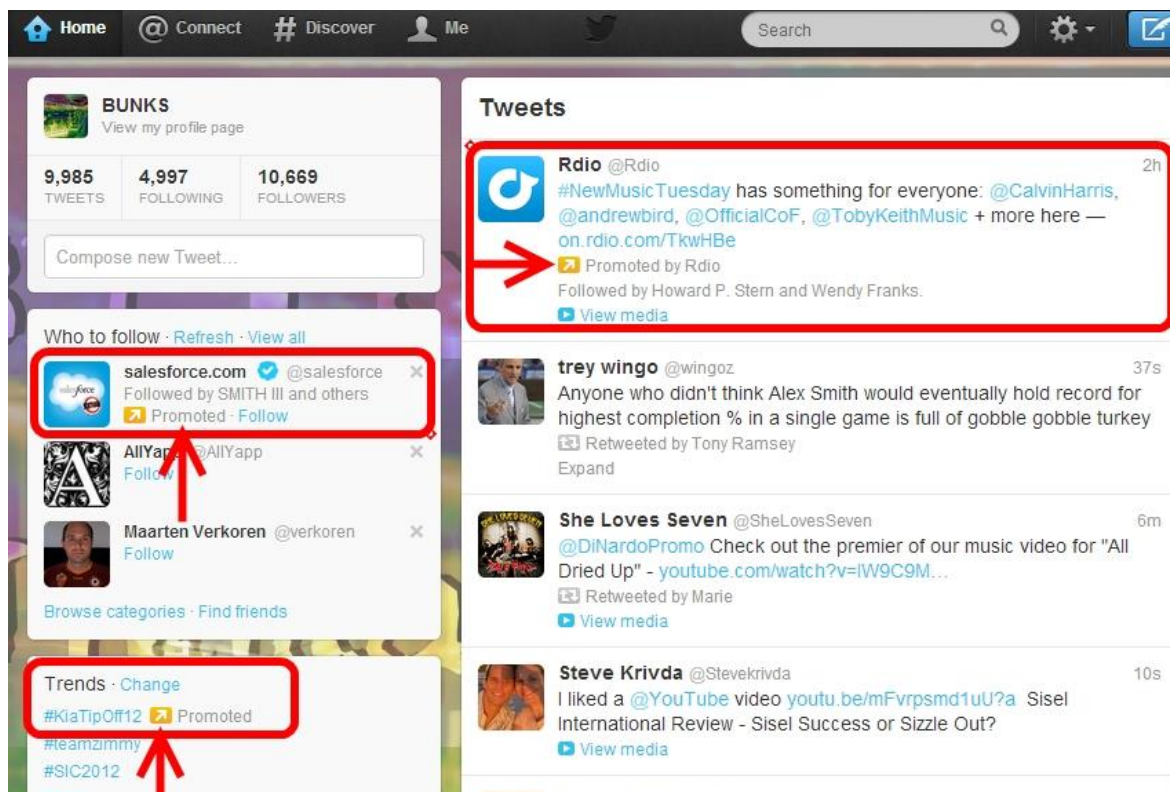 Home
Connect
Discover
Me
Search
BUNKS
View my profile page
9,985
TWEETS
4,997
FOLLOWING
10,669
FOLLOWERS
Compose new Tweet...
Who to follow · Refresh · View all
salesforce.com @salesforce
Followed by SMITH III and others
Promoted · Follow
@AllYapp
Follow
Maarten Verkoren @verkoren
Follow
Browse categories · Find friends
Trends · Change
#KiaTipOff12 Promoted
#teamzimmy
#SIC2012
Tweets
Rdio @Rdio 2h
#NewMusicTuesday has something for everyone: @CalvinHarris,
@andrewbird, @OfficialCoF, @TobyKeithMusic + more here —
on.rdio.com/TkwHBe
Promoted by Rdio
Followed by Howard P. Stern and Wendy Franks.
View media
trey wingo @wingoz 37s
Anyone who didn't think Alex Smith would eventually hold record for
highest completion % in a single game is full of gobble gobble turkey
Retweeted by Tony Ramsey
Expand
She Loves Seven @SheLovesSeven 6m
@DiNardoPromo Check out the premier of our music video for "All
Dried Up" - youtube.com/watch?v=lW9C9M...
Retweeted by Marie
View media
Steve Krivda @Stevekrivda 10s
I liked a @YouTube video youtu.be/mFvrpsmd1uU?a Sisel
International Review - Sisel Success or Sizzle Out?
View media